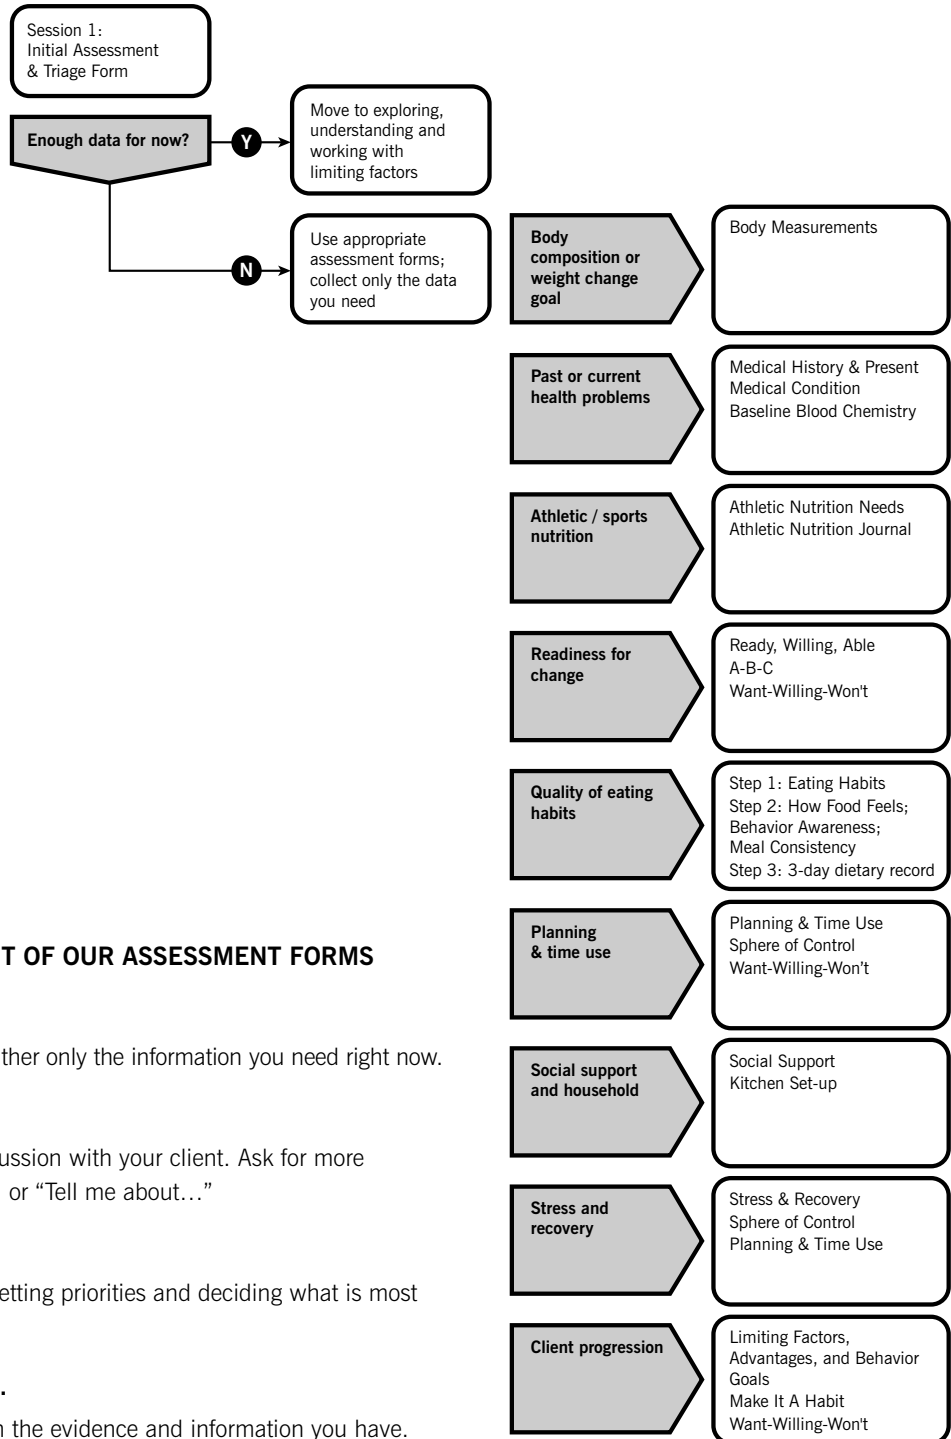 Session 1:
Initial Assessment
& Triage Form
Enough data for now?
Y
Move to exploring,
understanding and
working with
limiting factors
N
Use appropriate
assessment forms;
collect only the data
you need
Body
composition or
weight change
goal
Body Measurements
Past or current
health problems
Medical History & Present
Medical Condition
Baseline Blood Chemistry
Athletic / sports
nutrition
Athletic Nutrition Needs
Athletic Nutrition Journal
Readiness for
change
Ready, Willing, Able
A-B-C
Want-Willing-Won't
Quality of eating
habits
Step 1: Eating Habits
Step 2: How Food Feels;
Behavior Awareness;
Meal Consistency
Step 3: 3-day dietary record
Planning
& time use
Planning & Time Use
Sphere of Control
Want-Willing-Won’t
Social support
and household
Social Support
Kitchen Set-up
Stress and
recovery
Stress & Recovery
Sphere of Control
Planning & Time Use
Client progression
Limiting Factors,
Advantages, and Behavior
Goals
Make It A Habit
Want-Willing-Won't
T OF OUR ASSESSMENT FORMS
ther only the information you need right now.
ussion with your client. Ask for more
or “Tell me about…”
etting priorities and deciding what is most
.
the evidence and information you have.